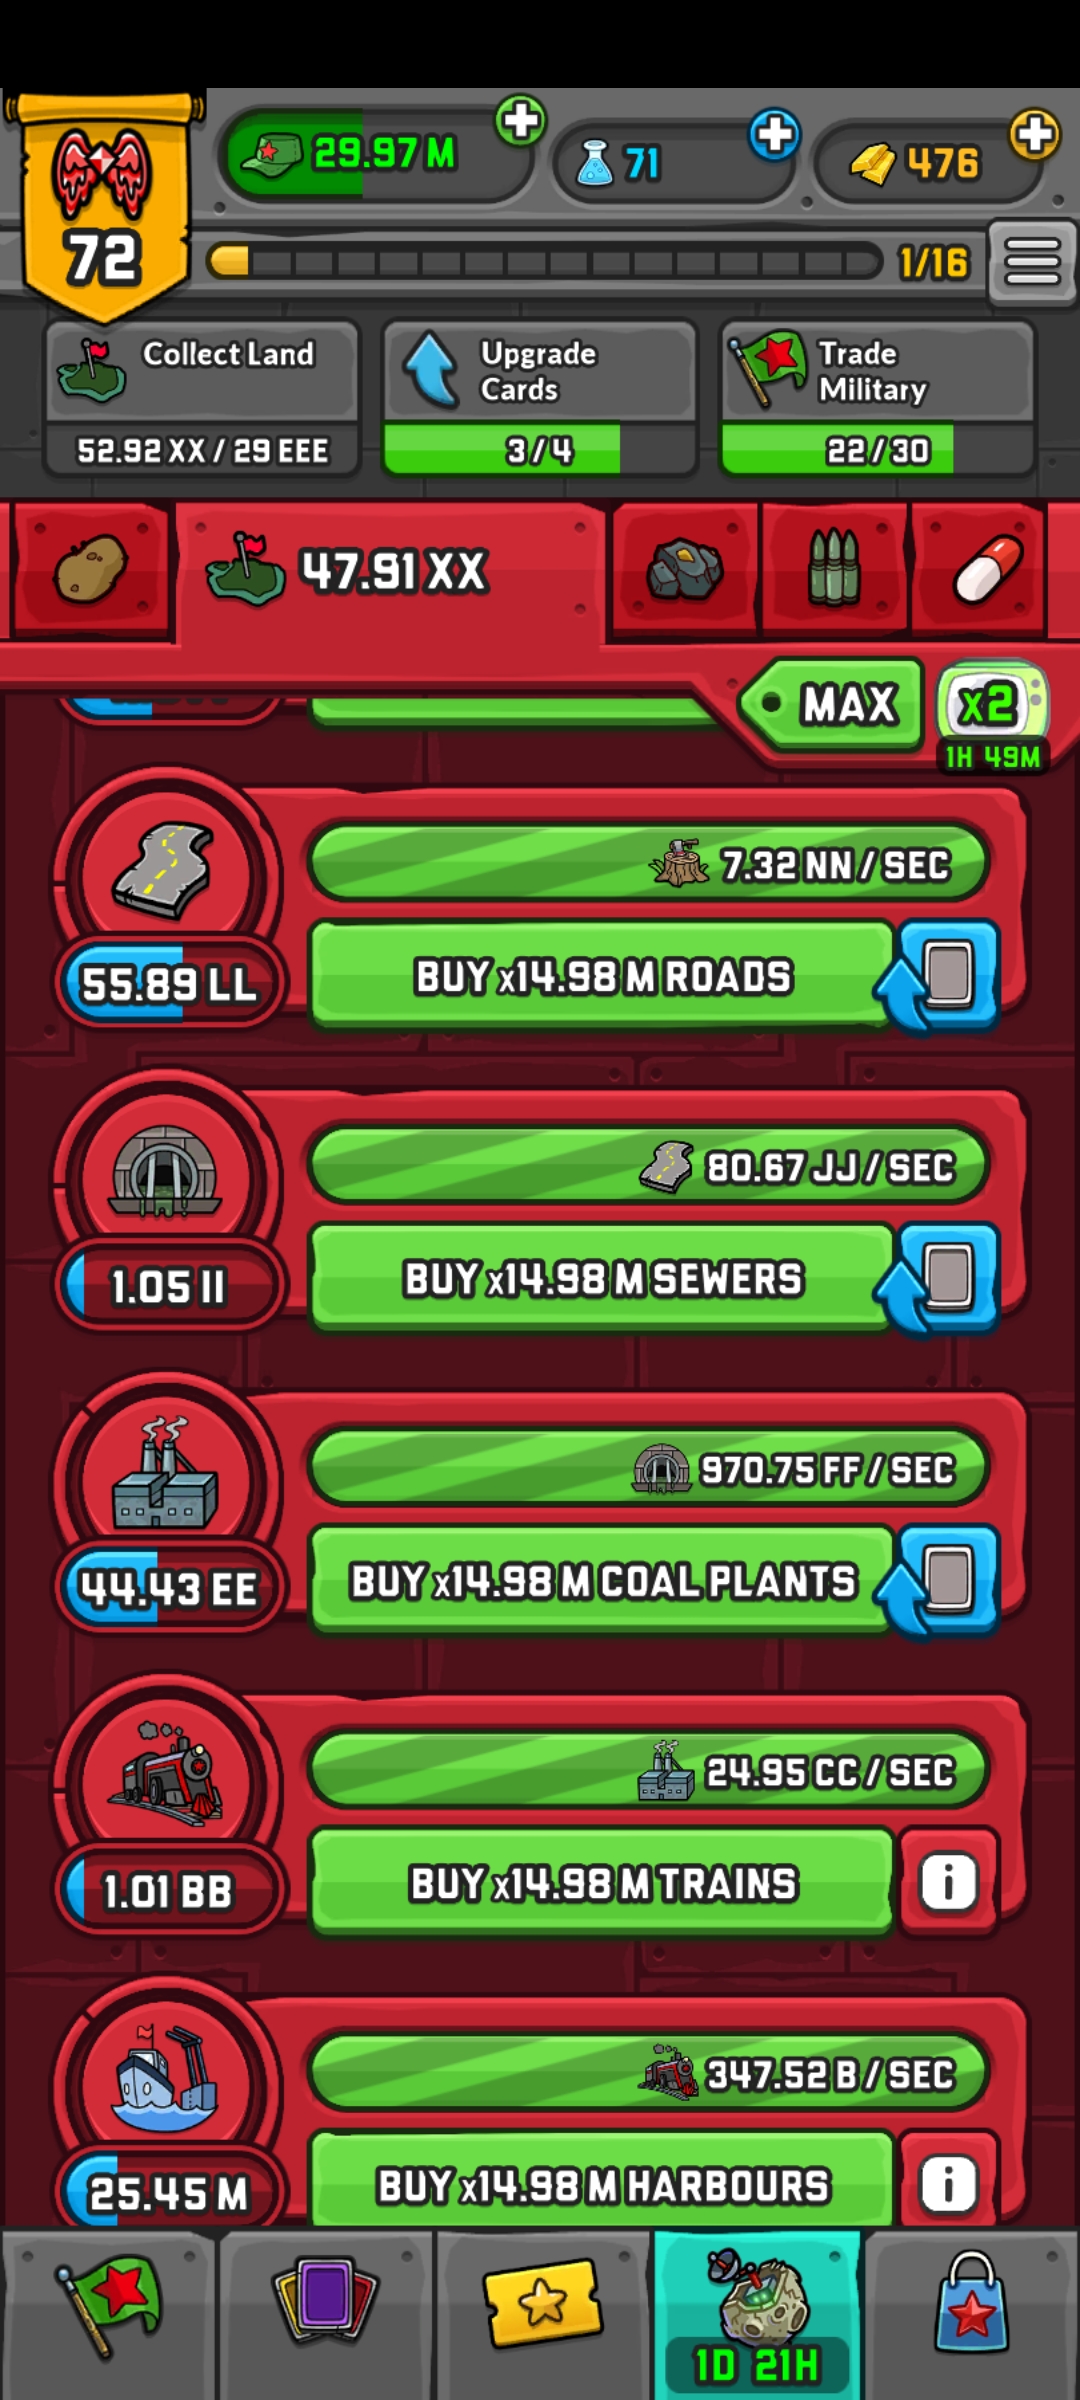 29.97 M
71
476
72
1/16
Collect Land
52.92 XX / 29 EEE
Upgrade
Cards
3/4
Trade
Military
22/30
47.91 XX
MAX
x2
1H 49M
7.32 NN / SEC
55.89 LL
BUY x14.98 M ROADS
80.67 JJ / SEC
1.05 II
BUY x14.98 M SEWERS
970.75 FF / SEC
44.43 EE
BUY x14.98 M COAL PLANTS
24.95 CC / SEC
1.01 BB
BUY x14.98 M TRAINS
i
347.52 B / SEC
25.45 M
BUY x14.98 M HARBOURS
i
1D 21H